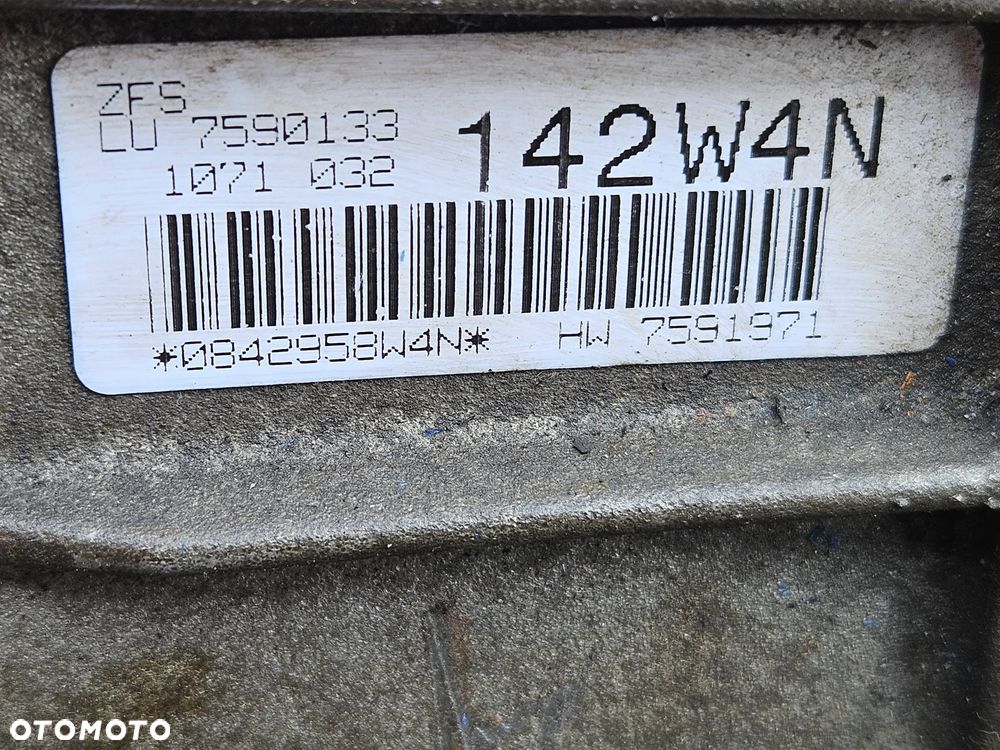 ZFS
LU 7590133
142W4N
1071 032
*0842958W4N* HW 7591971
OTOMOTO